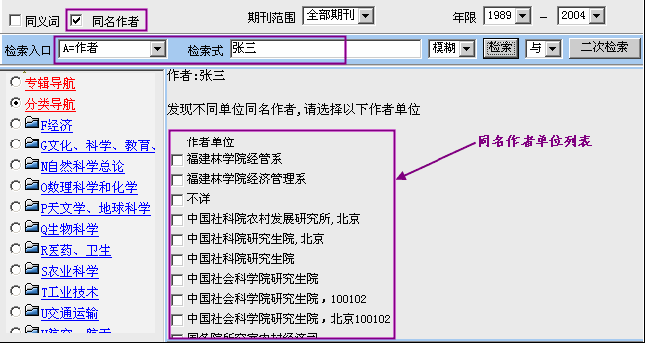 同义词 同名作者 期刊范围 全部期刊 年限 1989 - 2004
检索入口 A=作者 检索式 张三 模糊 检索 与 二次检索
专辑导航
分类导航
F经济
G文化、科学、教育、
N自然科学总论
O数理科学和化学
P天文学、地球科学
Q生物科学
R医药、卫生
S农业科学
T工业技术
U交通运输
作者:张三
发现不同单位同名作者,请选择以下作者单位
作者单位
福建林学院经管系
福建林学院经济管理系
不详
中国社科院农村发展研究所,北京
中国社科院研究生院,北京
中国社科院研究生院
中国社会科学院研究生院
中国社会科学院研究生院，100102
中国社会科学院研究生院，北京100102
同名作者单位列表